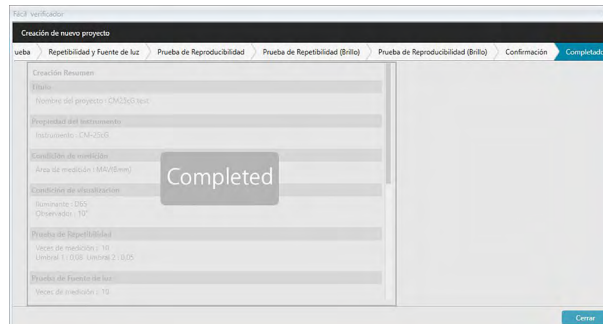 Fácil verificador
Creación de nuevo proyecto
ueba Repetibilidad y Fuente de luz Prueba de Reproducibilidad Prueba de Repetibilidad (Brillo) Prueba de Reproducibilidad (Brillo) Confirmación Completado
Creación Resumen
Título
Nombre del proyecto : CM25cG text
Propiedad del instrumento
Instrumento : CM-25cG
Condición de medición
Área de medición : MAV(8mm)
Completed
Condición de visualización
Iluminante : D65
Observador : 10°
Prueba de Repetibilidad
Veces de medición : 10
Umbral 1 : 0.05 Umbral 2 : 0.05
Prueba de Fuente de luz
Veces de medición : 10
Cerrar